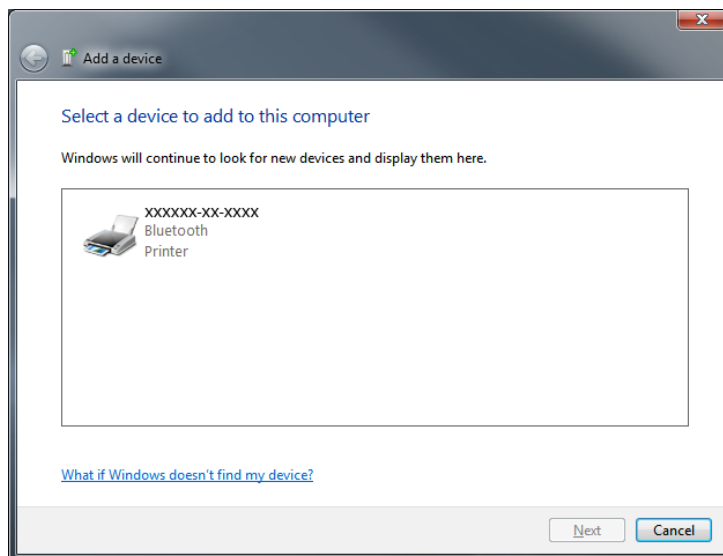 Add a device
Select a device to add to this computer
Windows will continue to look for new devices and display them here.
XXXXXX-XX-XXXX
Bluetooth
Printer
What if Windows doesn't find my device?
Next
Cancel